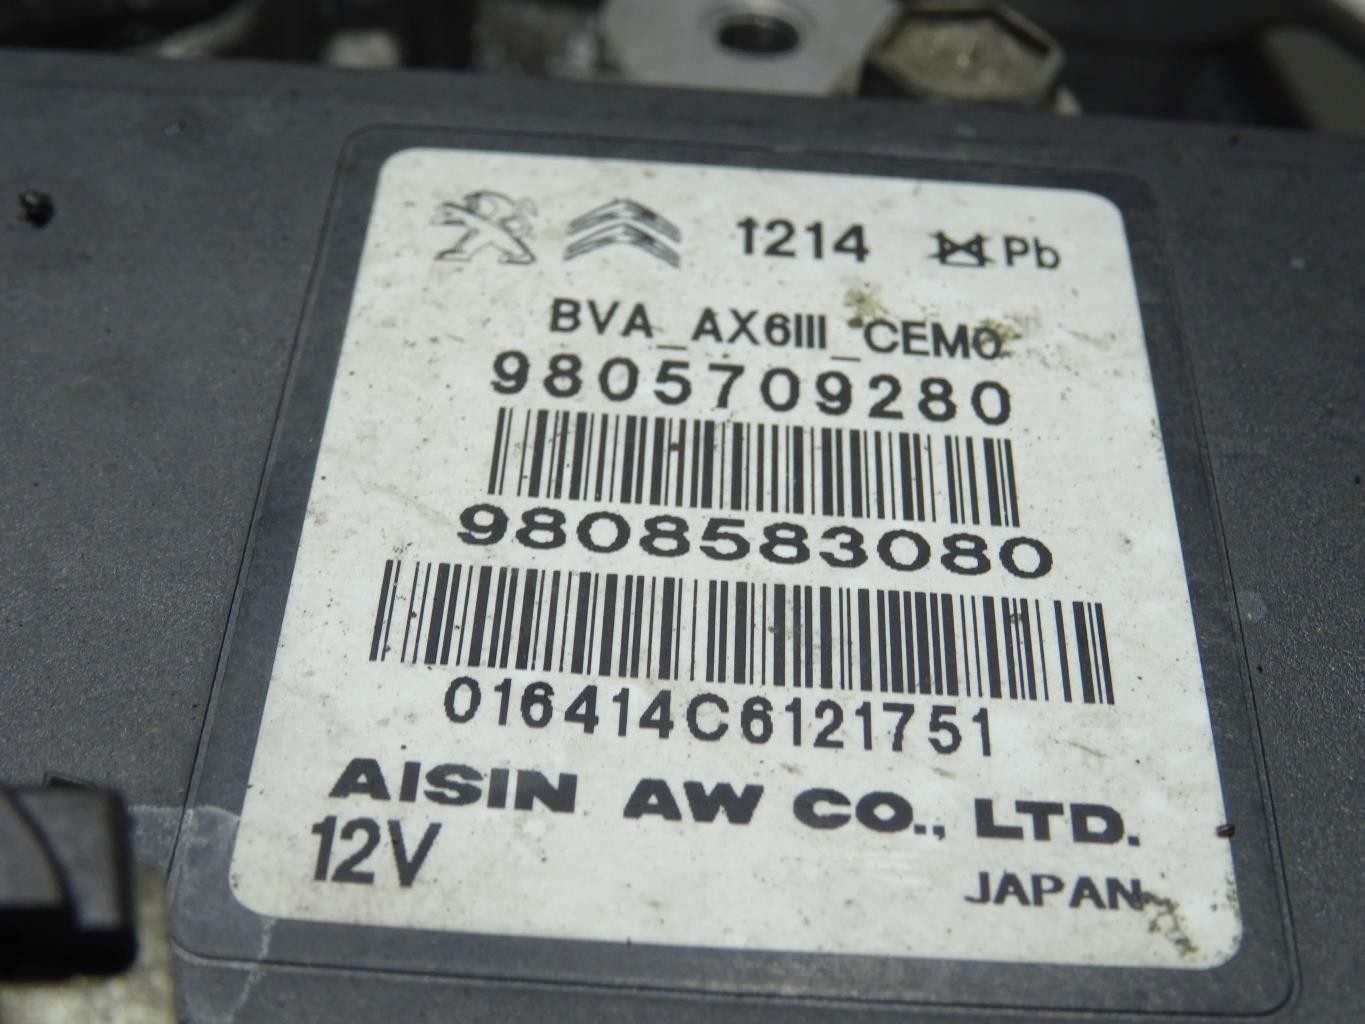 1214 Pb
BVA_AX6III_CEM0
9805709280
9808583080
016414C6121751
AISIN AW CO., LTD.
12V
JAPAN